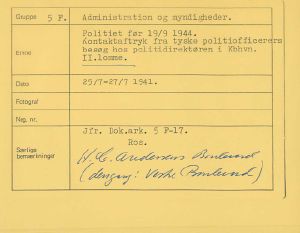 Gruppe 5 F. Administration og myndigheder.
Emne Politiet før 19/9 1944.
Kontaktaftryk fra tyske politiofficerers
besøg hos politidirektøren i Kbhvn.
II.lomme.
Dato 25/7-27/7 1941.
Fotograf
Neg. nr.
Jfr. Dok.ark. 5 F-17.
Ros.
Særlige
bemærkninger
H.C. Andersens Boulevard
(dengang: Vestre Boulevard)